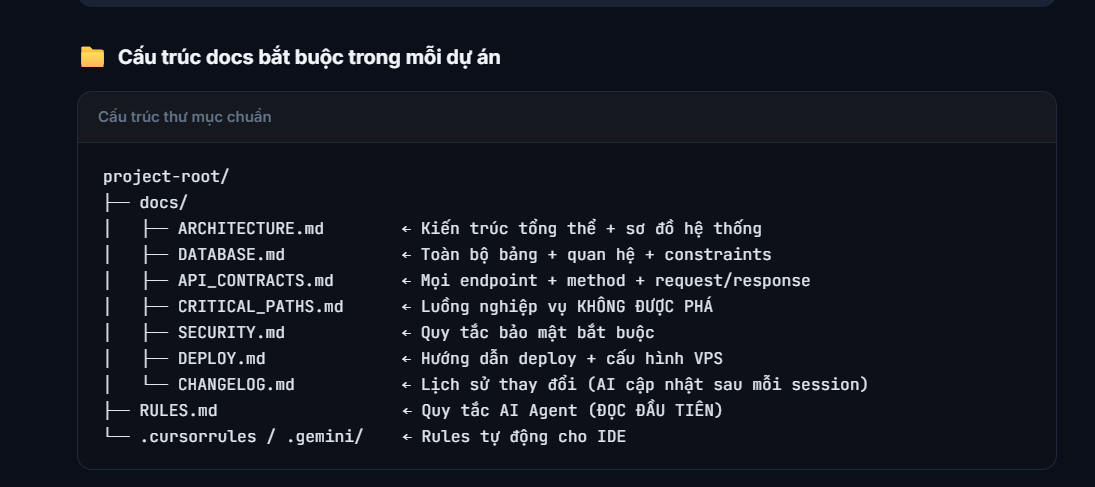 📁 Cấu trúc docs bắt buộc trong mỗi dự án
Cấu trúc thư mục chuẩn
project-root/
├── docs/
│   ├── ARCHITECTURE.md        ← Kiến trúc tổng thể + sơ đồ hệ thống
│   ├── DATABASE.md            ← Toàn bộ bảng + quan hệ + constraints
│   ├── API_CONTRACTS.md       ← Mọi endpoint + method + request/response
│   ├── CRITICAL_PATHS.md      ← Luồng nghiệp vụ KHÔNG ĐƯỢC PHÁ
│   ├── SECURITY.md            ← Quy tắc bảo mật bắt buộc
│   ├── DEPLOY.md              ← Hướng dẫn deploy + cấu hình VPS
│   └── CHANGELOG.md           ← Lịch sử thay đổi (AI cập nhật sau mỗi session)
├── RULES.md                   ← Quy tắc AI Agent (ĐỌC ĐẦU TIÊN)
└── .cursorrules / .gemini/    ← Rules tự động cho IDE